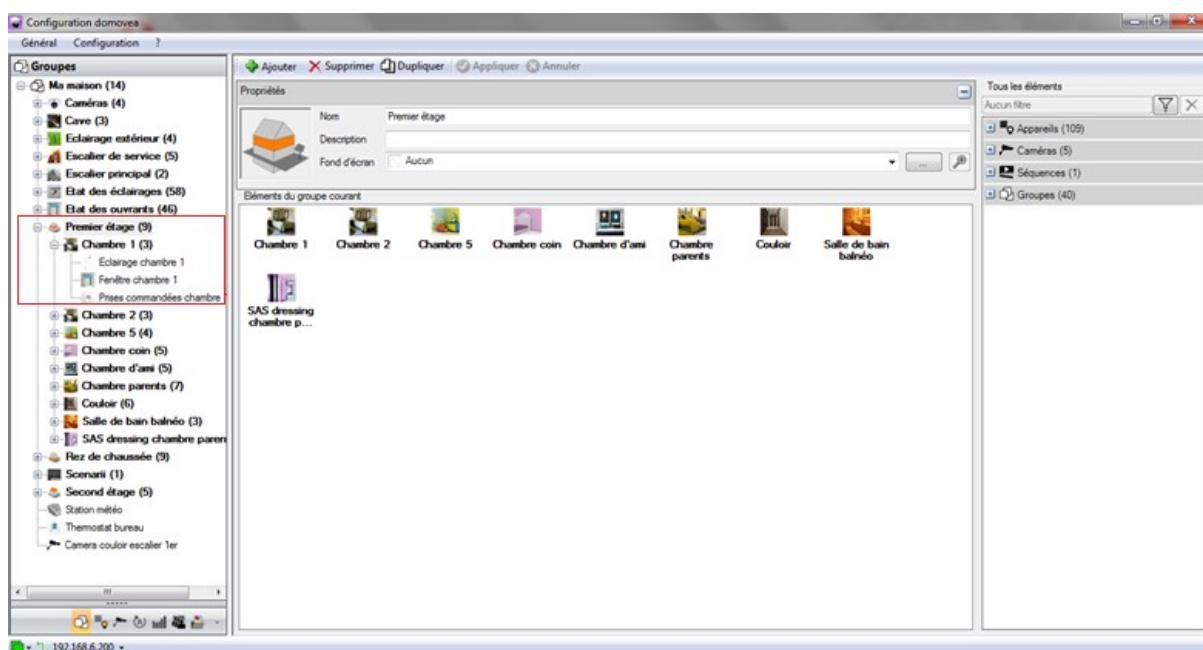 Configuration domovea
Général Configuration ?
Groupes
Ma maison (14)
Caméras (4)
Cave (3)
Eclairage extérieur (4)
Escalier de service (5)
Escalier principal (2)
Etat des éclairages (58)
Etat des ouvrants (46)
Premier étage (9)
Chambre 1 (3)
Eclairage chambre 1
Fenêtre chambre 1
Prises commandées chambre
Chambre 2 (3)
Chambre 5 (4)
Chambre coin (5)
Chambre d'ami (5)
Chambre parents (7)
Couloir (6)
Salle de bain balnéo (3)
SAS dressing chambre paren
Rez de chaussée (9)
Scenarii (1)
Second étage (5)
Station météo
Thermostat bureau
Camera couloir escalier 1er
192.168.6.200
Ajouter Supprimer Dupliquer Appliquer Annuler
Propriétés
Nom Premier étage
Description
Fond d'écran Aucun ...
Eléments du groupe courant
Chambre 1 Chambre 2 Chambre 5 Chambre coin Chambre d'ami Chambre parents Couloir Salle de bain balnéo
SAS dressing
chambre p...
Tous les éléments
Aucun filtre
Appareils (109)
Caméras (5)
Séquences (1)
Groupes (40)